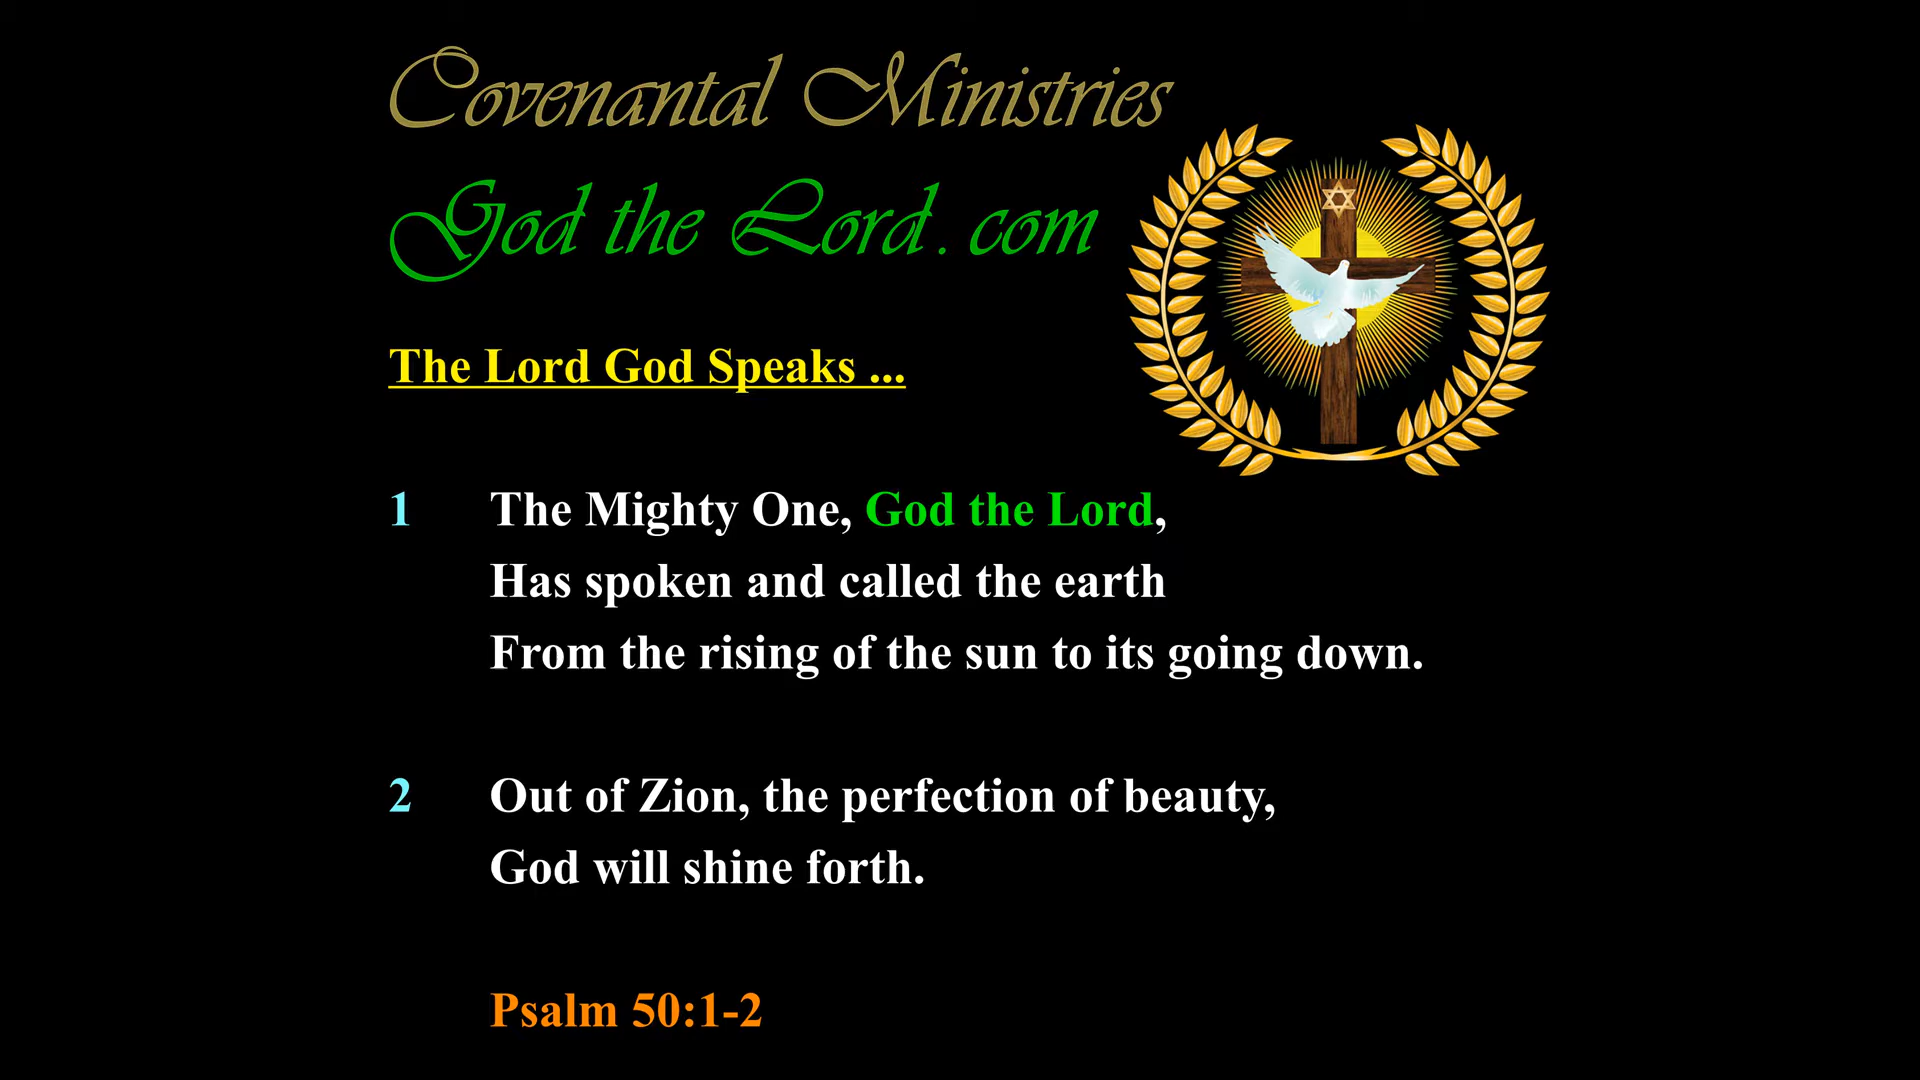 Covenantal Ministries
God the Lord.com
The Lord God Speaks ...
1 The Mighty One, God the Lord,
Has spoken and called the earth
From the rising of the sun to its going down.
2 Out of Zion, the perfection of beauty,
God will shine forth.
Psalm 50:1-2